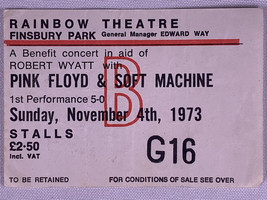 RAINBOW THEATRE
FINSBURY PARK General Manager EDWARD WAY
A Benefit concert in aid of
ROBERT WYATT with
PINK FLOYD & SOFT MACHINE
1st Performance 5-0
B
Sunday, November 4th, 1973
STALLS
£2·50
incl. VAT
G16
TO BE RETAINED FOR CONDITIONS OF SALE SEE OVER